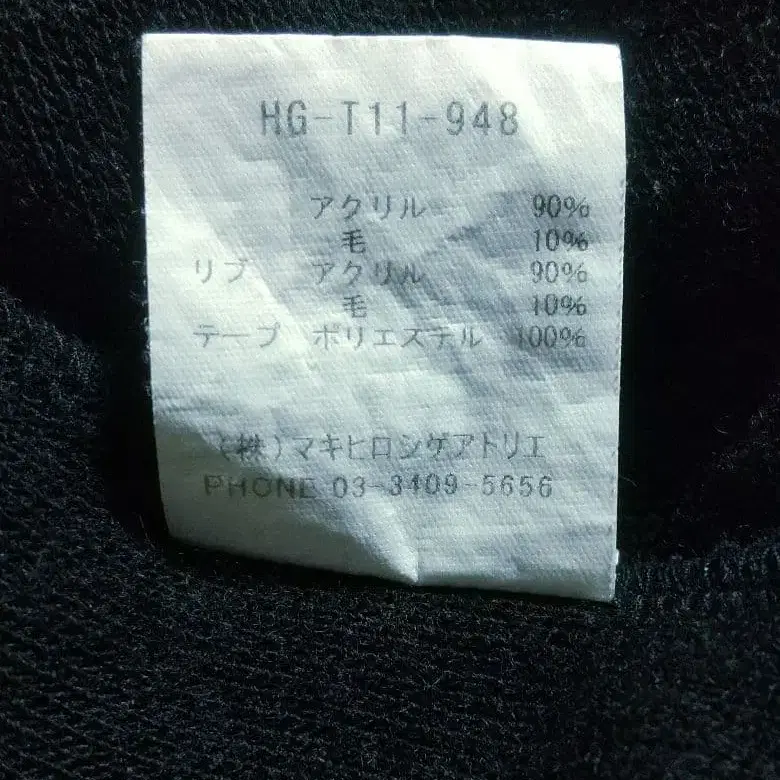 HG-T11-948
アクリル 90%
毛 10%
リブ アクリル 90%
毛 10%
テープ ポリエステル 100%
(株)マキヒロシゲアトリエ
PHONE 03-3409-5656